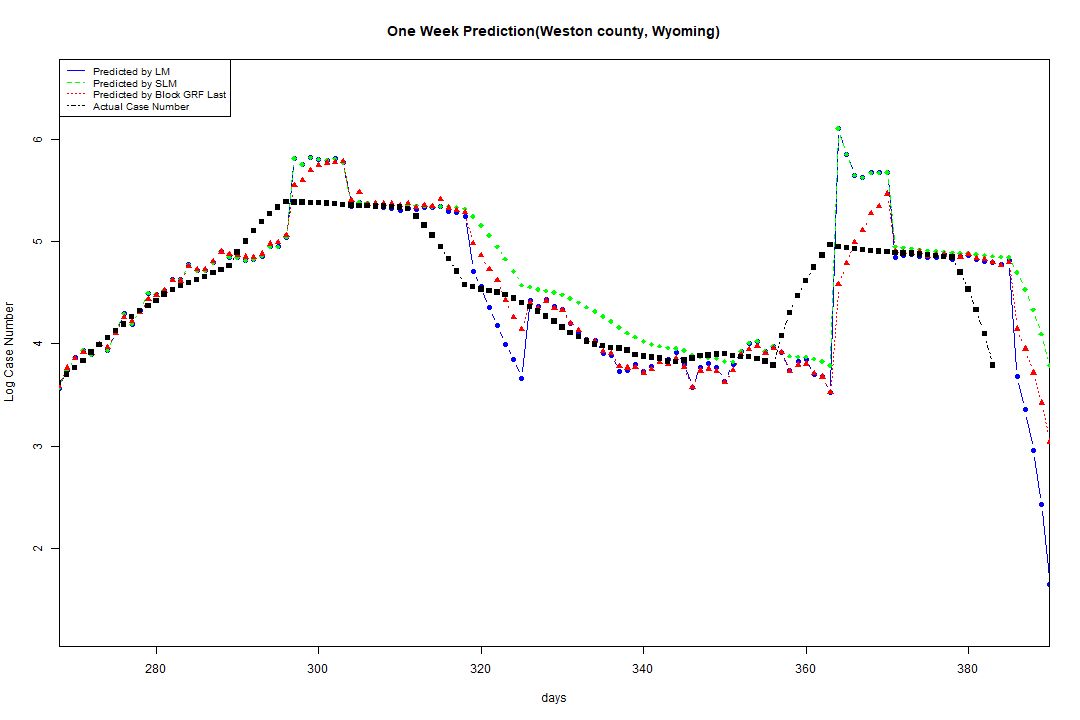 One Week Prediction(Weston county, Wyoming)
Predicted by LM
Predicted by SLM
Predicted by Block GRF Last
Actual Case Number
Log Case Number
6
5
4
3
2
280 300 320 340 360 380
days